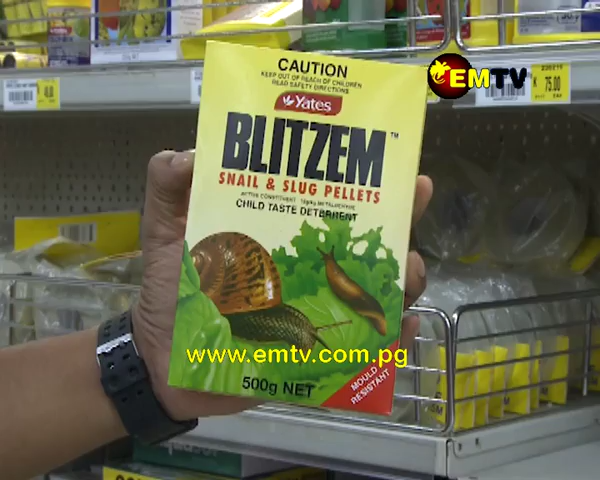 EMTV
75.00
CAUTION
KEEP OUT OF REACH OF CHILDREN
READ SAFETY DIRECTIONS
Yates
BLITZEM™
SNAIL & SLUG PELLETS
CHILD TASTE DETERRENT
www.emtv.com.pg
500g NET
MOULD
RESISTANT